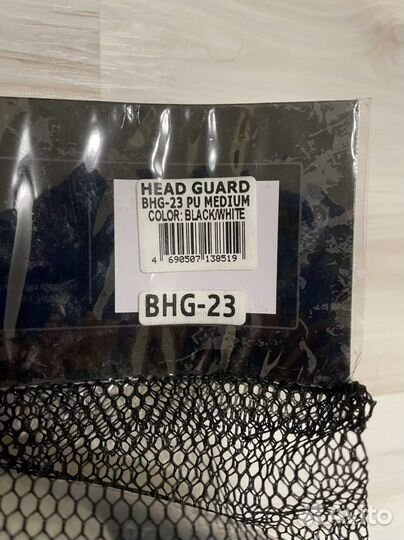 HEAD GUARD
BHG-23 PU MEDIUM
COLOR: BLACK/WHITE
4 690507 138519
BHG-23
Avito